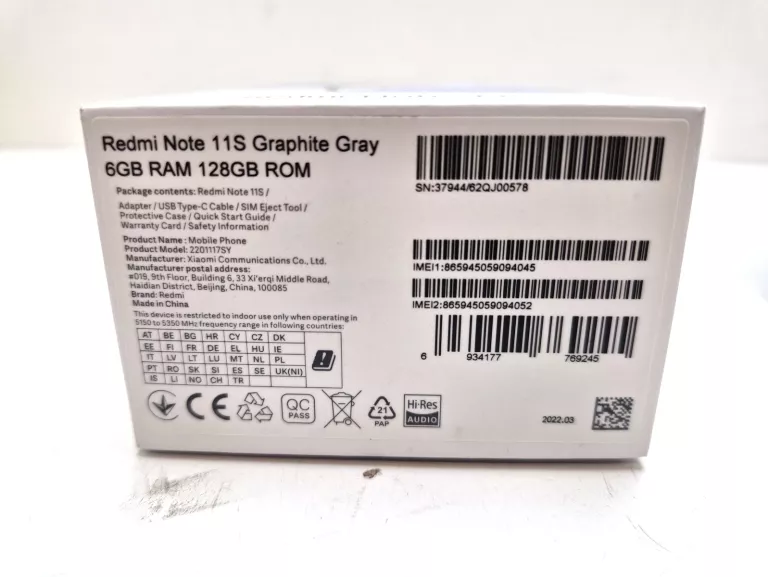 Redmi Note 11S Graphite Gray
6GB RAM 128GB ROM
Package contents: Redmi Note 11S /
Adapter / USB Type-C Cable / SIM Eject Tool /
Protective Case / Quick Start Guide /
Warranty Card / Safety Information
Product Name : Mobile Phone
Product Model: 2201117SY
Manufacturer: Xiaomi Communications Co., Ltd.
Manufacturer postal address:
#019, 9th Floor, Building 6, 33 Xi'erqi Middle Road,
Haidian District, Beijing, China, 100085
Brand: Redmi
Made in China
This device is restricted to indoor use only when operating in
5150 to 5350 MHz frequency range in following countries:
AT BE BG HR CY CZ DK
EE FI FR DE EL HU IE
IT LV LT LU MT NL PL
PT RO SK SI ES SE UK(NI)
IS LI NO CH TR
CE
QC
PASS
21
PAP
Hi-Res
AUDIO
SN:37944/62QJ00578
IMEI1:865945059094045
IMEI2:865945059094052
6 934177 769245
2022.03